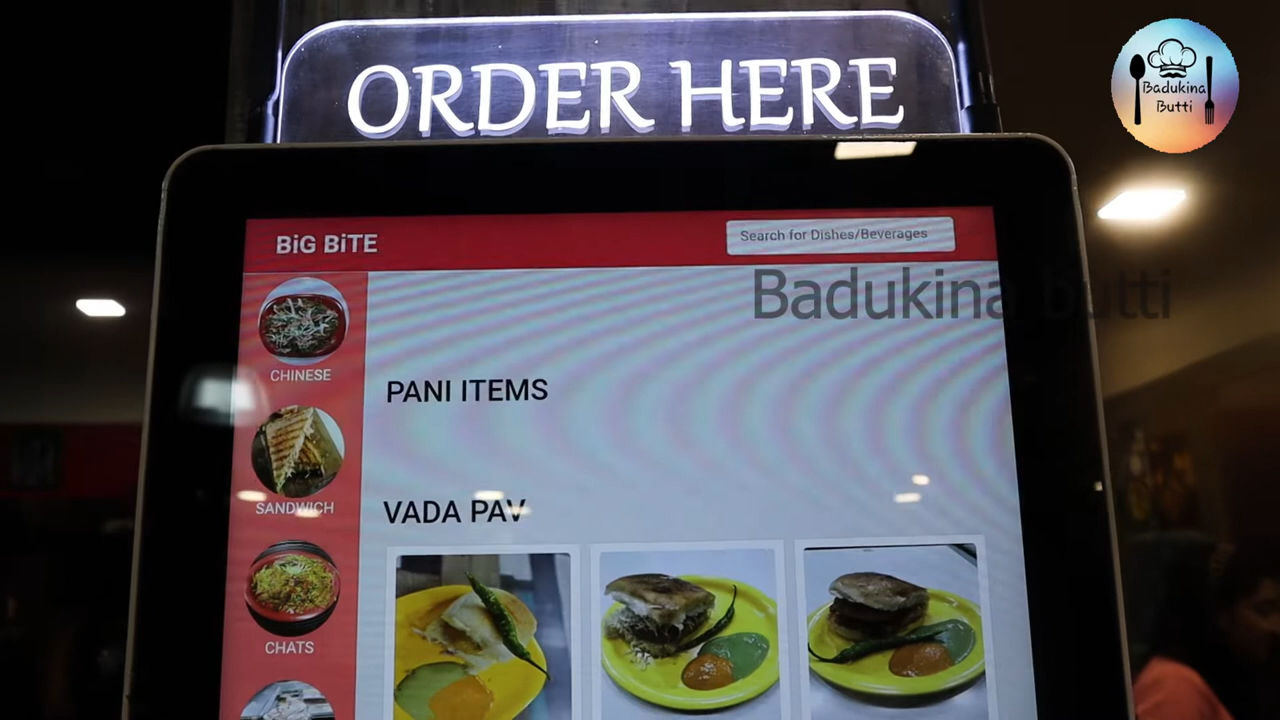 ORDER HERE
Badukina
Butti
BiG BiTE
Search for Dishes/Beverages
Badukina butti
CHINESE
PANI ITEMS
SANDWICH
VADA PAV
CHATS